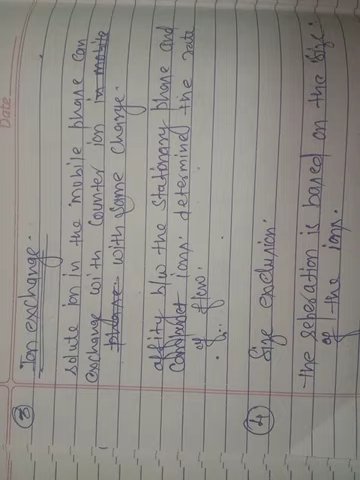 Date
③ Ion exchange.
solute ion in the mobile phase can
exchange with counter ion in mobile
phase with same charge.
affity b/w the stationary phase and
ions. determined the rate
of flow.
④ Size exclusion.
the seperation is based on the size.
of the ions.